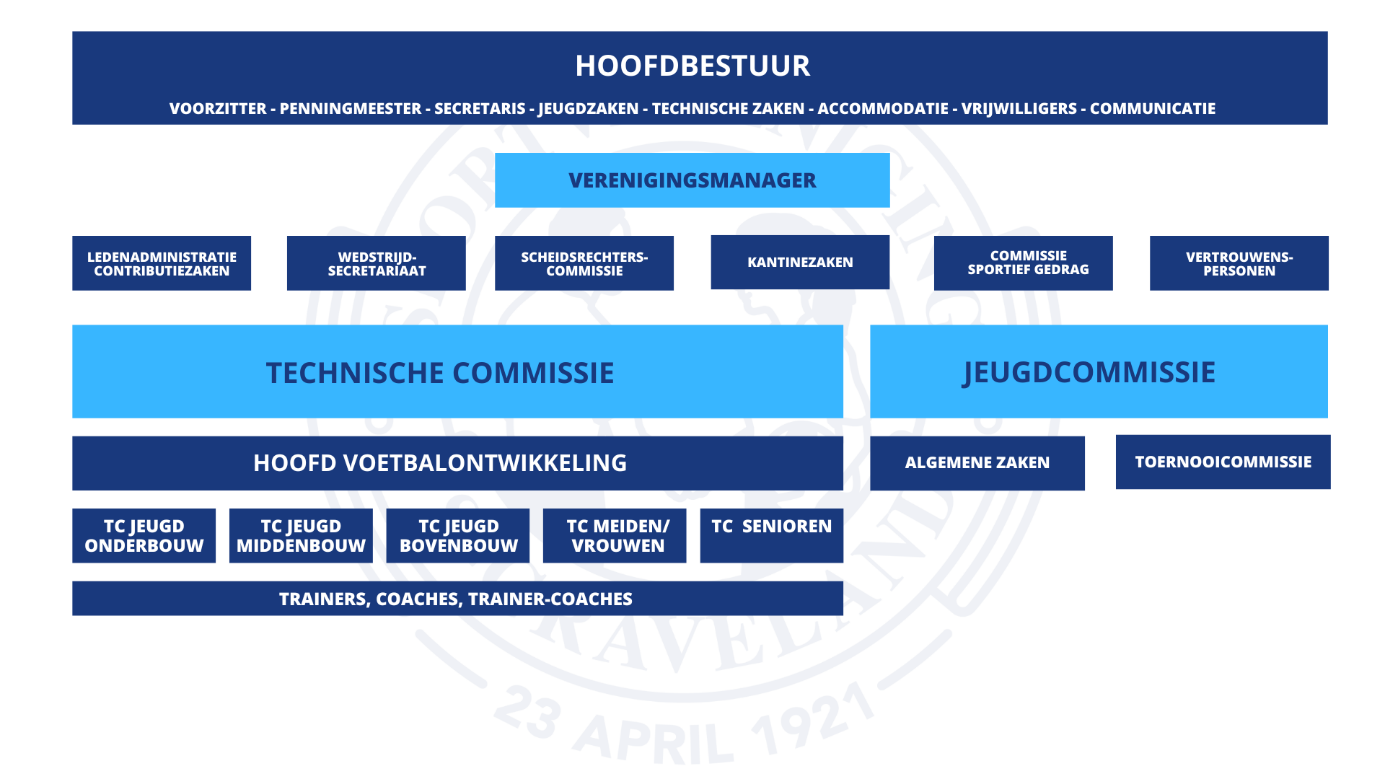 HOOFDBESTUUR
VOORZITTER - PENNINGMEESTER - SECRETARIS - JEUGDZAKEN - TECHNISCHE ZAKEN - ACCOMMODATIE - VRIJWILLIGERS - COMMUNICATIE
VERENIGINGSMANAGER
LEDENADMINISTRATIE
CONTRIBUTIEZAKEN
WEDSTRIJD-
SECRETARIAAT
SCHEIDSRECHTERS-
COMMISSIE
KANTINEZAKEN
COMMISSIE
SPORTIEF GEDRAG
VERTROUWENS-
PERSONEN
TECHNISCHE COMMISSIE
JEUGDCOMMISSIE
HOOFD VOETBALONTWIKKELING
ALGEMENE ZAKEN
TOERNOOICOMMISSIE
TC JEUGD
ONDERBOUW
TC JEUGD
MIDDENBOUW
TC JEUGD
BOVENBOUW
TC MEIDEN/
VROUWEN
TC SENIOREN
TRAINERS, COACHES, TRAINER-COACHES
23 APRIL 1921